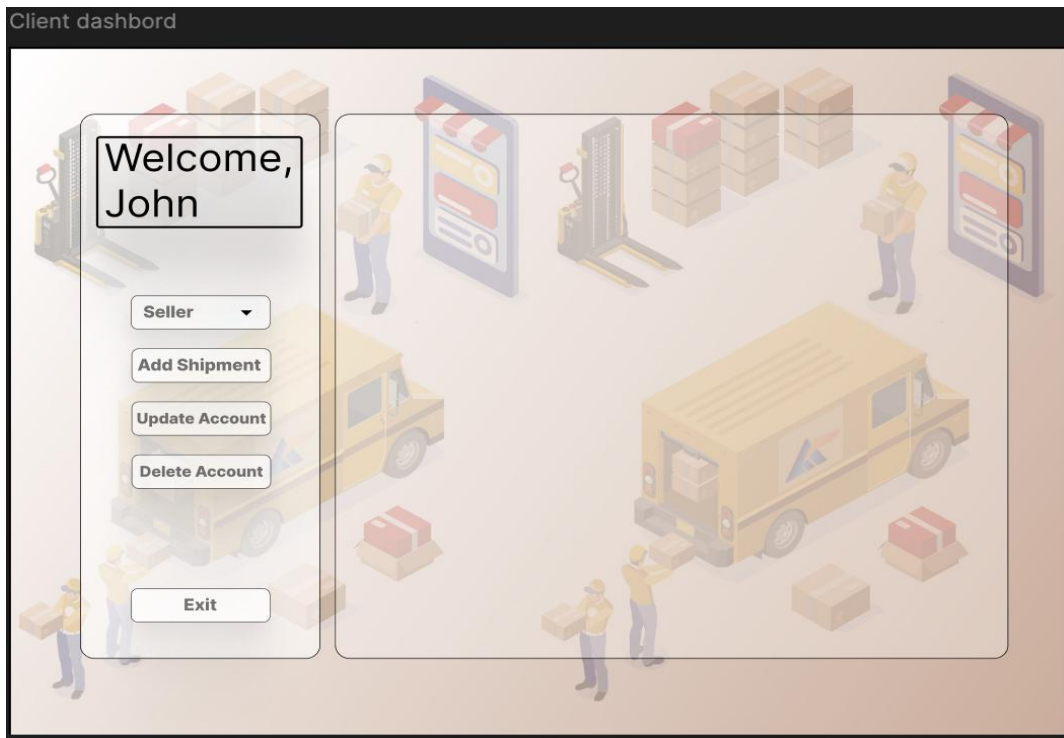 Client dashbord
Welcome,
John
Seller
Add Shipment
Update Account
Delete Account
Exit